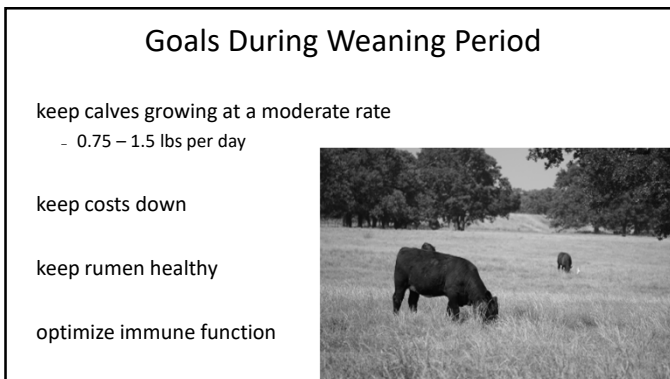 Goals During Weaning Period
keep calves growing at a moderate rate
– 0.75 – 1.5 lbs per day
keep costs down
keep rumen healthy
optimize immune function